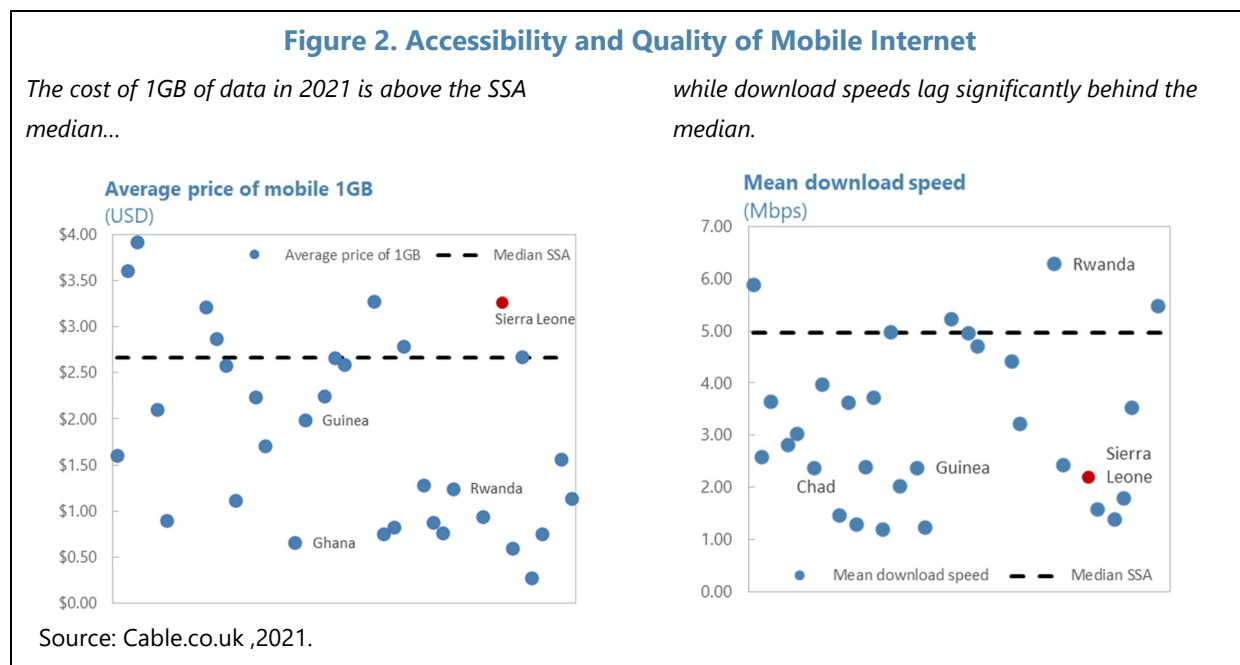 Figure 2. Accessibility and Quality of Mobile Internet
The cost of 1GB of data in 2021 is above the SSA
median...
while download speeds lag significantly behind the
median.
Average price of mobile 1GB
(USD)
$4.00
$3.50
$3.00
$2.50
$2.00
$1.50
$1.00
$0.50
$0.00
Average price of 1GB
Median SSA
Sierra Leone
Guinea
Rwanda
Ghana
Mean download speed
(Mbps)
7.00
6.00
5.00
4.00
3.00
2.00
1.00
0.00
Rwanda
Sierra
Leone
Guinea
Chad
Mean download speed
Median SSA
Source: Cable.co.uk ,2021.